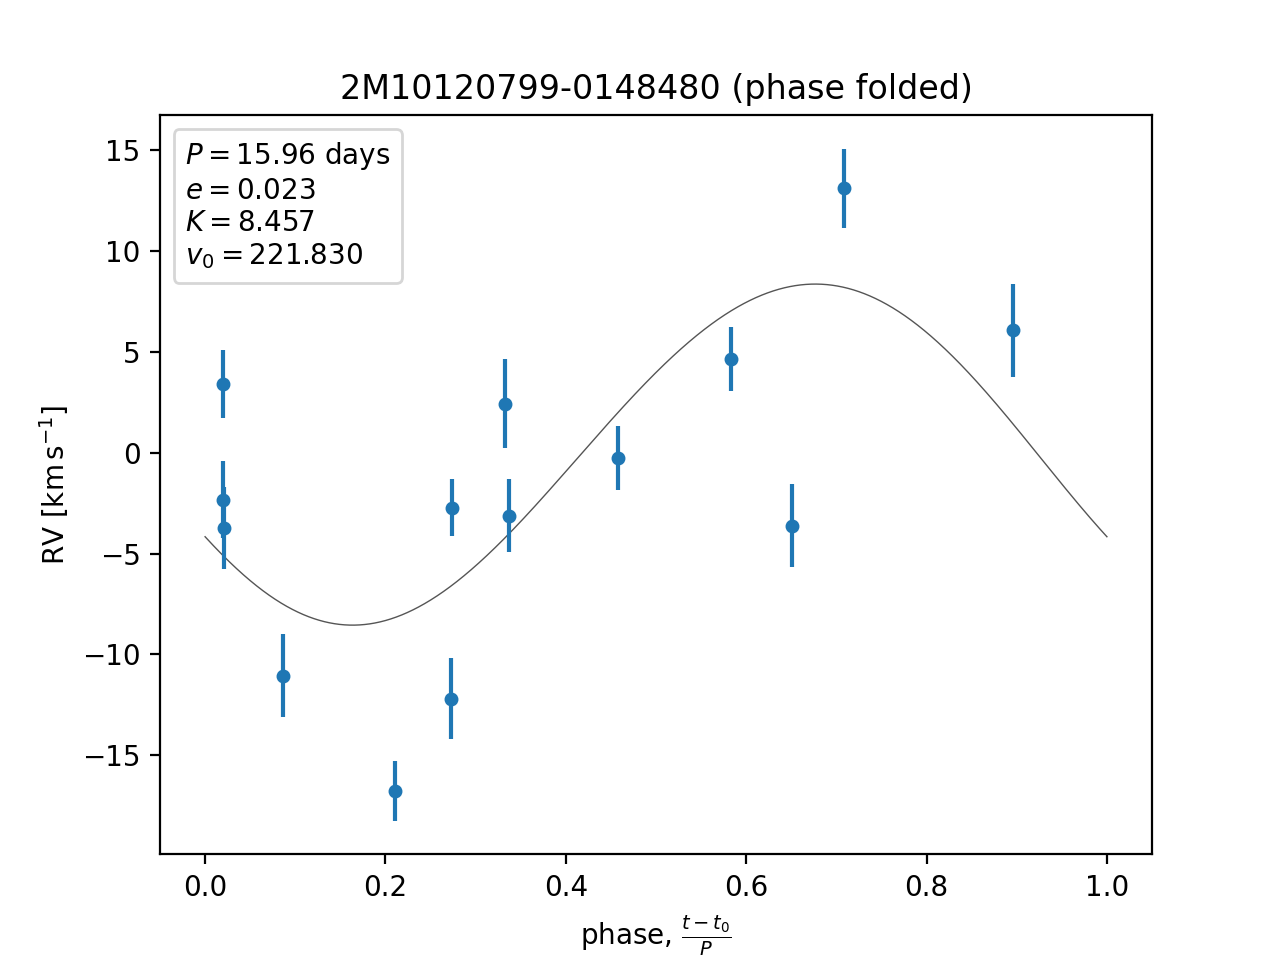 2M10120799-0148480 (phase folded)
P = 15.96 days
e = 0.023
K = 8.457
v₀ = 221.830
RV [km s⁻¹]
15
10
5
0
−5
−10
−15
0.0 0.2 0.4 0.6 0.8 1.0
phase, (t − t₀)/P